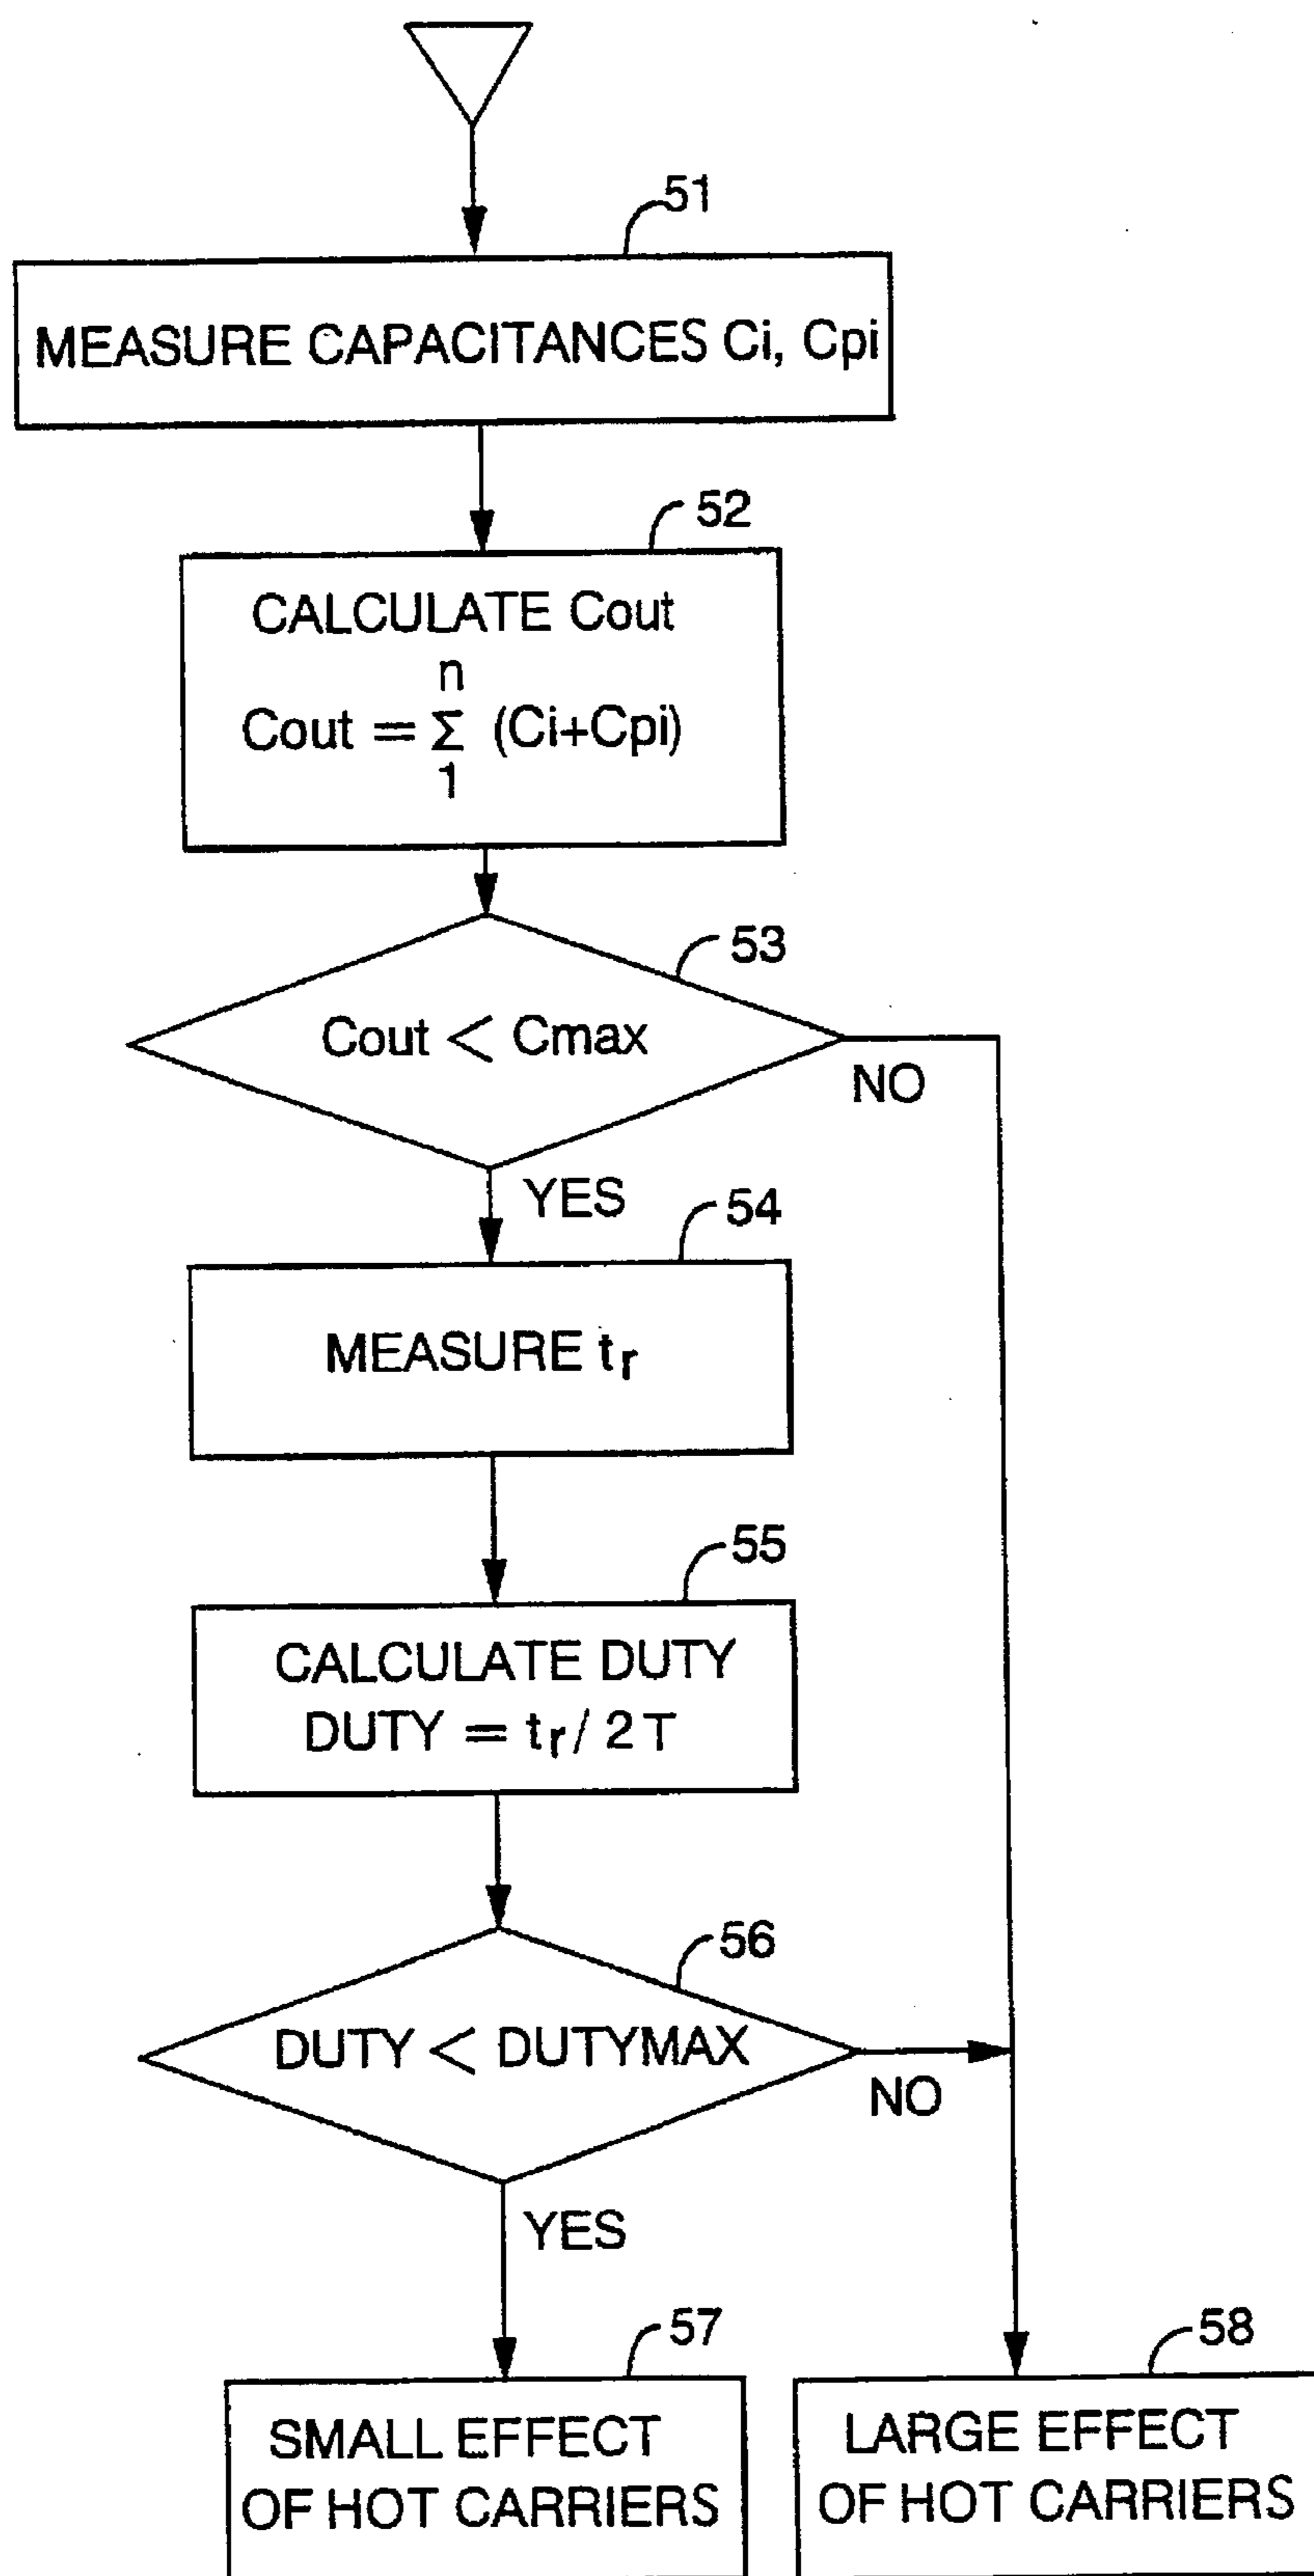 51
MEASURE CAPACITANCES Ci, Cpi
52
CALCULATE Cout
n
Cout = Σ (Ci+Cpi)
1
53
Cout < Cmax
NO
YES
54
MEASURE tr
55
CALCULATE DUTY
DUTY = tr / 2T
56
DUTY < DUTYMAX
NO
YES
57
SMALL EFFECT
OF HOT CARRIERS
58
LARGE EFFECT
OF HOT CARRIERS